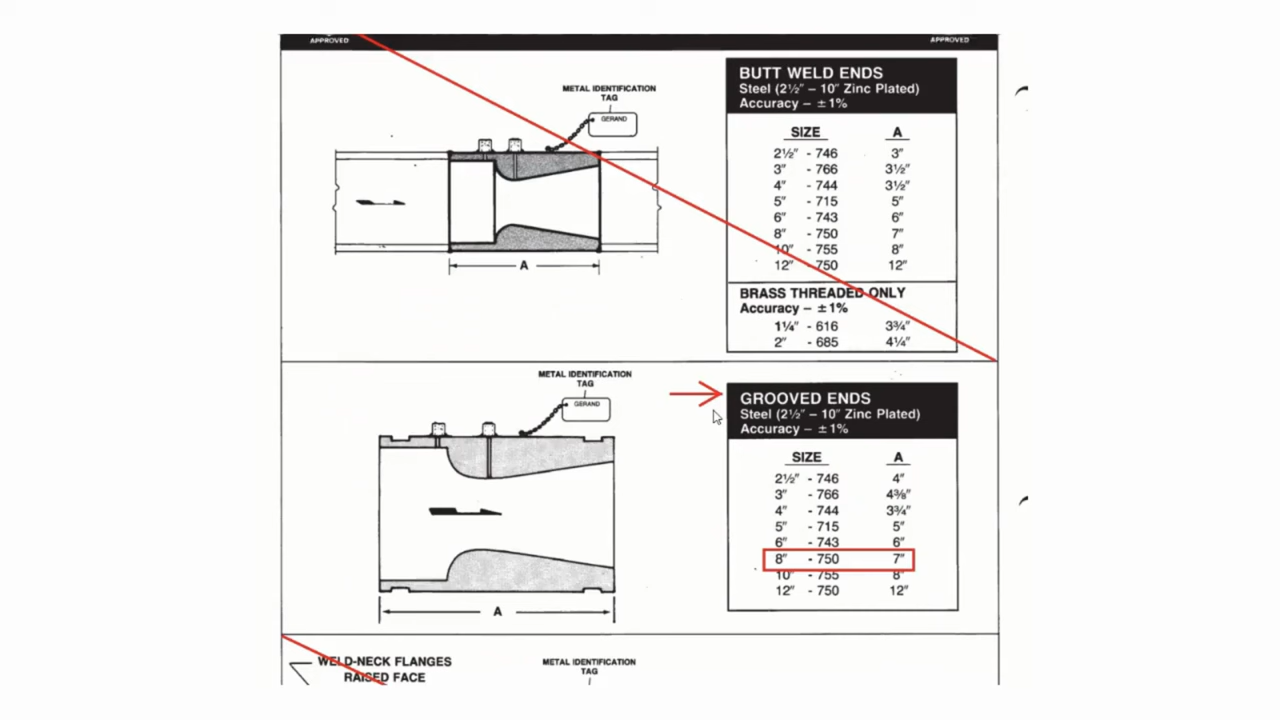 APPROVED
APPROVED
METAL IDENTIFICATION
TAG
GERAND
A
BUTT WELD ENDS
Steel (2½" – 10" Zinc Plated)
Accuracy – ±1%
SIZE A
2½" - 746 3"
3" - 766 3½"
4" - 744 3½"
5" - 715 5"
6" - 743 6"
8" - 750 7"
10" - 755 8"
12" - 750 12"
BRASS THREADED ONLY
Accuracy – ±1%
1¼" - 616 3¾"
2" - 685 4¼"
METAL IDENTIFICATION
TAG
GERAND
A
GROOVED ENDS
Steel (2½" – 10" Zinc Plated)
Accuracy – ±1%
SIZE A
2½" - 746 4"
3" - 766 4⅜"
4" - 744 3¾"
5" - 715 5"
6" - 743 6"
8" - 750 7"
10" - 755 8"
12" - 750 12"
WELD-NECK FLANGES
RAISED FACE
METAL IDENTIFICATION
TAG